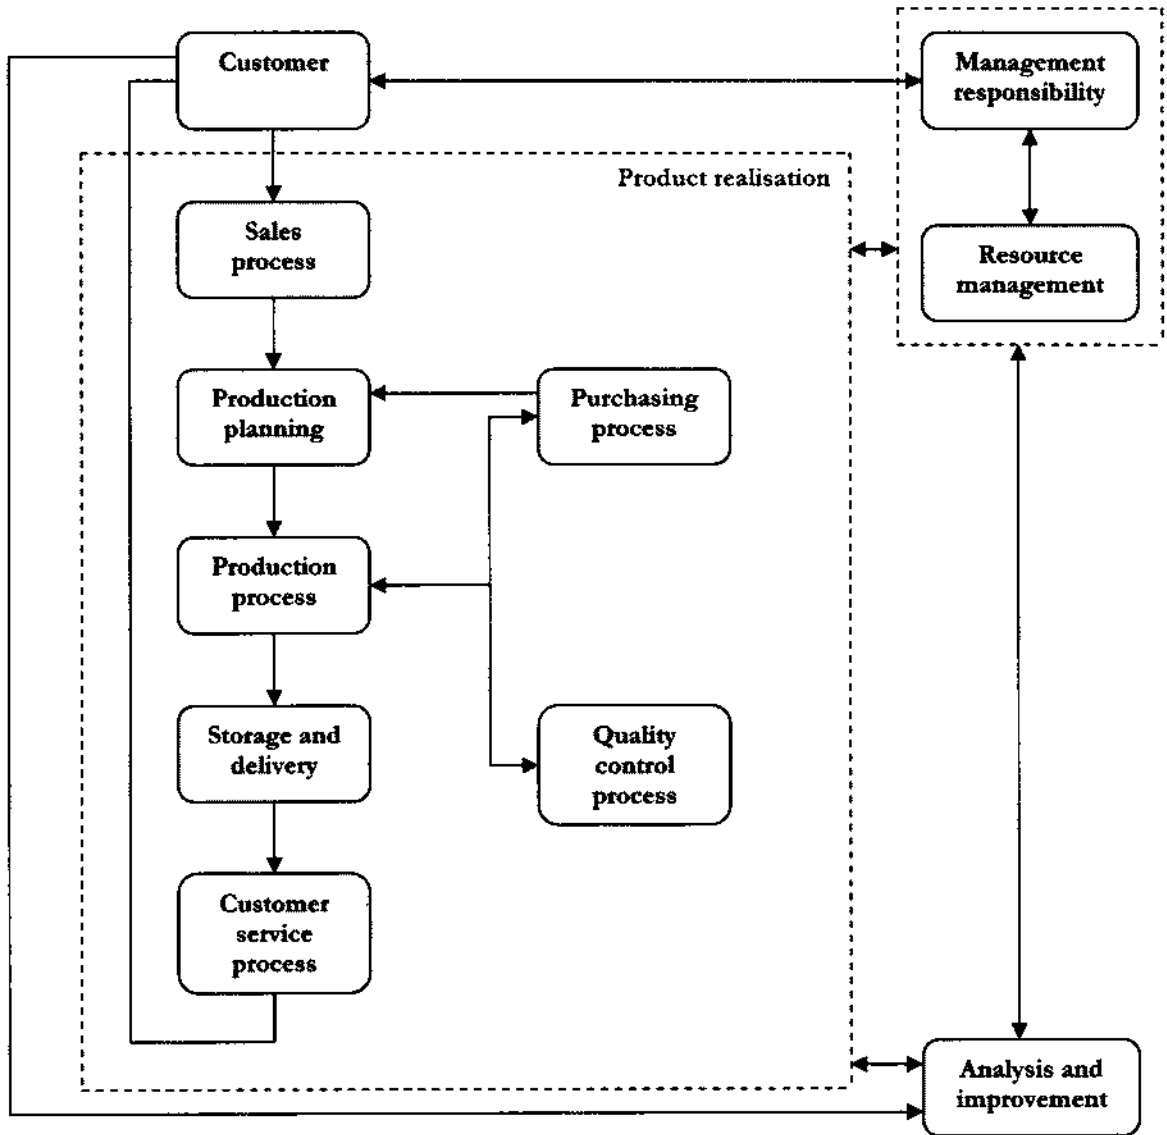 Customer
Management
responsibility
Product realisation
Sales
process
Resource
management
Production
planning
Purchasing
process
Production
process
Storage and
delivery
Quality
control
process
Customer
service
process
Analysis and
improvement